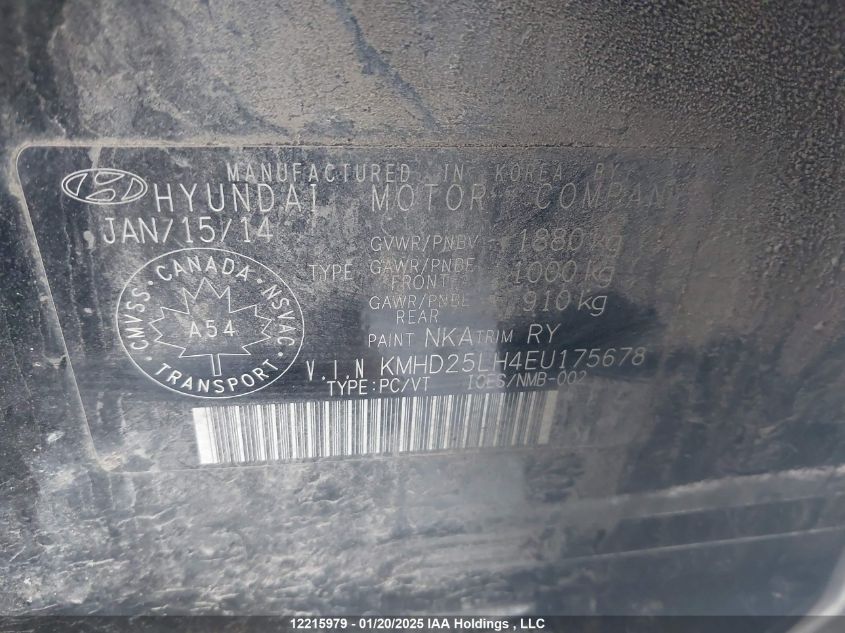 MANUFACTURED IN KOREA BY
HYUNDAI MOTOR COMPANY
JAN/15/14
GVWR/PNBV 1880 kg
TYPE GAWR/PNBE FRONT 1000 kg
GAWR/PNBE REAR 910 kg
PAINT NKA TRIM RY
V.I.N KMHD25LH4EU175678
TYPE:PC/VT ICES/NMB-002
CMVSS · CANADA · NSVAC
A54
· TRANSPORT ·
12215979 - 01/20/2025 IAA Holdings , LLC